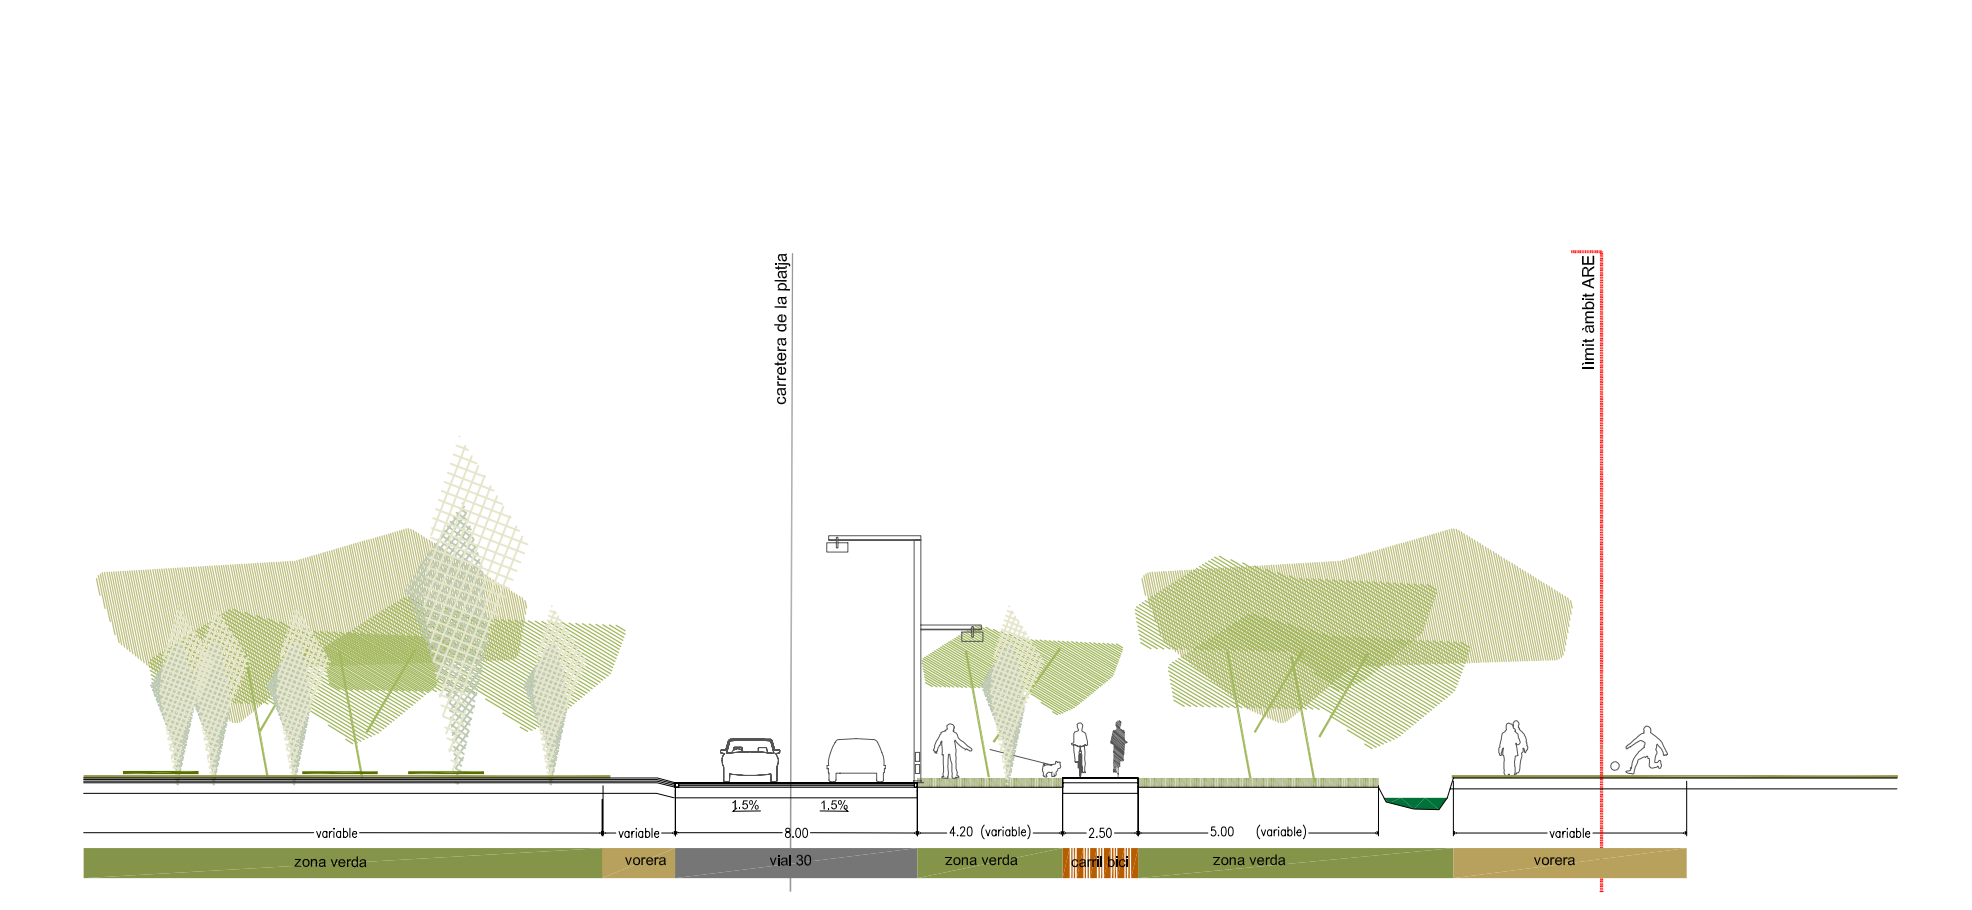 carretera de la platja
límit àmbit ARE
1.5% 1.5%
variable variable 8.00 4.20 (variable) 2.50 5.00 (variable) variable
zona verda vorera vial 30 zona verda carril bici zona verda vorera